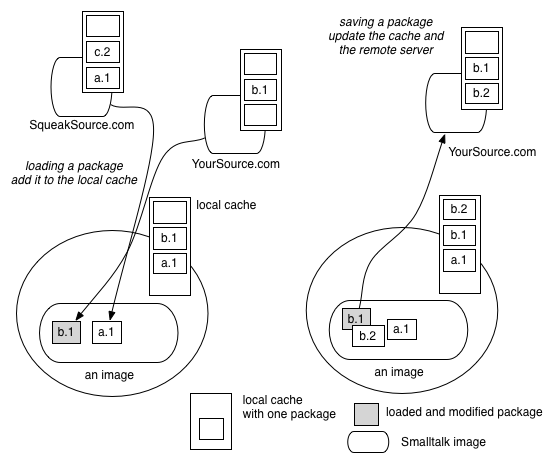 c.2
a.1
SqueakSource.com
loading a package
add it to the local cache
b.1
YourSource.com
local cache
b.1
a.1
b.1
a.1
an image
saving a package
update the cache and
the remote server
b.1
b.2
YourSource.com
b.2
b.1
a.1
b.1
b.2
a.1
an image
local cache
with one package
loaded and modified package
Smalltalk image